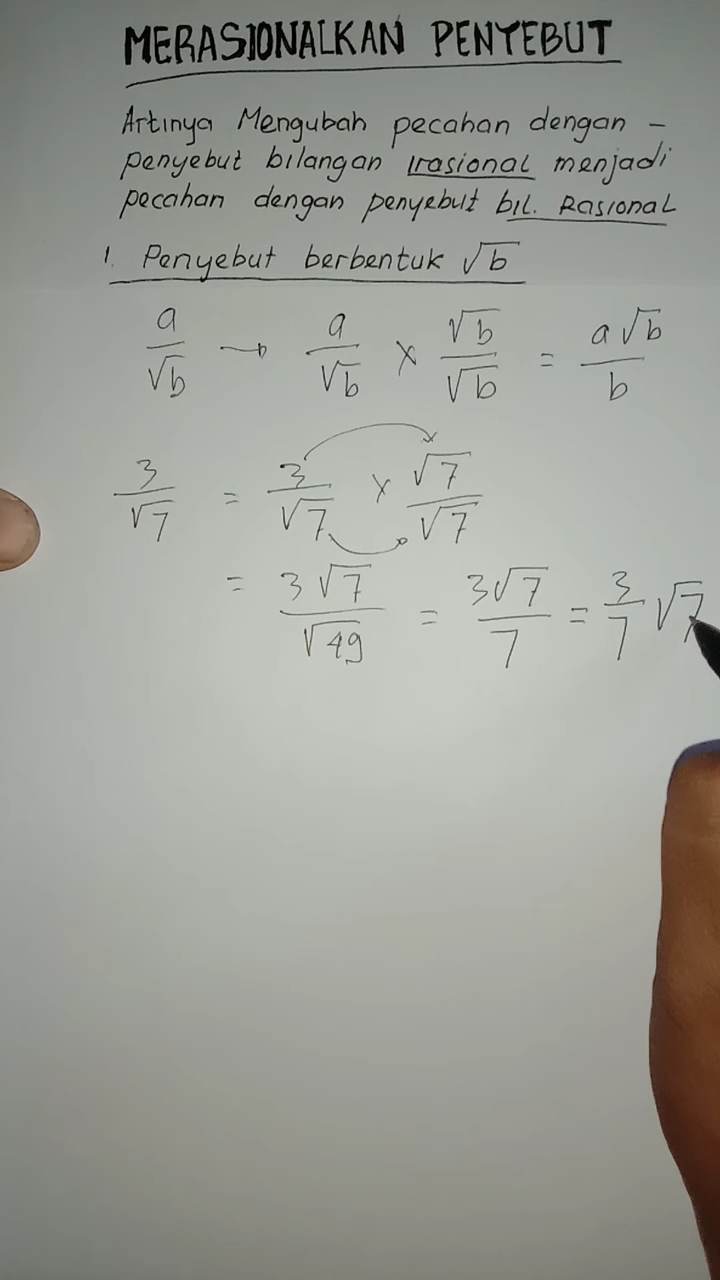 MERASIONALKAN PENYEBUT
Artinya Mengubah pecahan dengan -
penyebut bilangan Irasional menjadi
pecahan dengan penyebut bil. Rasional
1. Penyebut berbentuk √b
a/√b → a/√b × √b/√b = a√b/b
3/√7 = 3/√7 × √7/√7
= 3√7/√49 = 3√7/7 = 3/7 √7